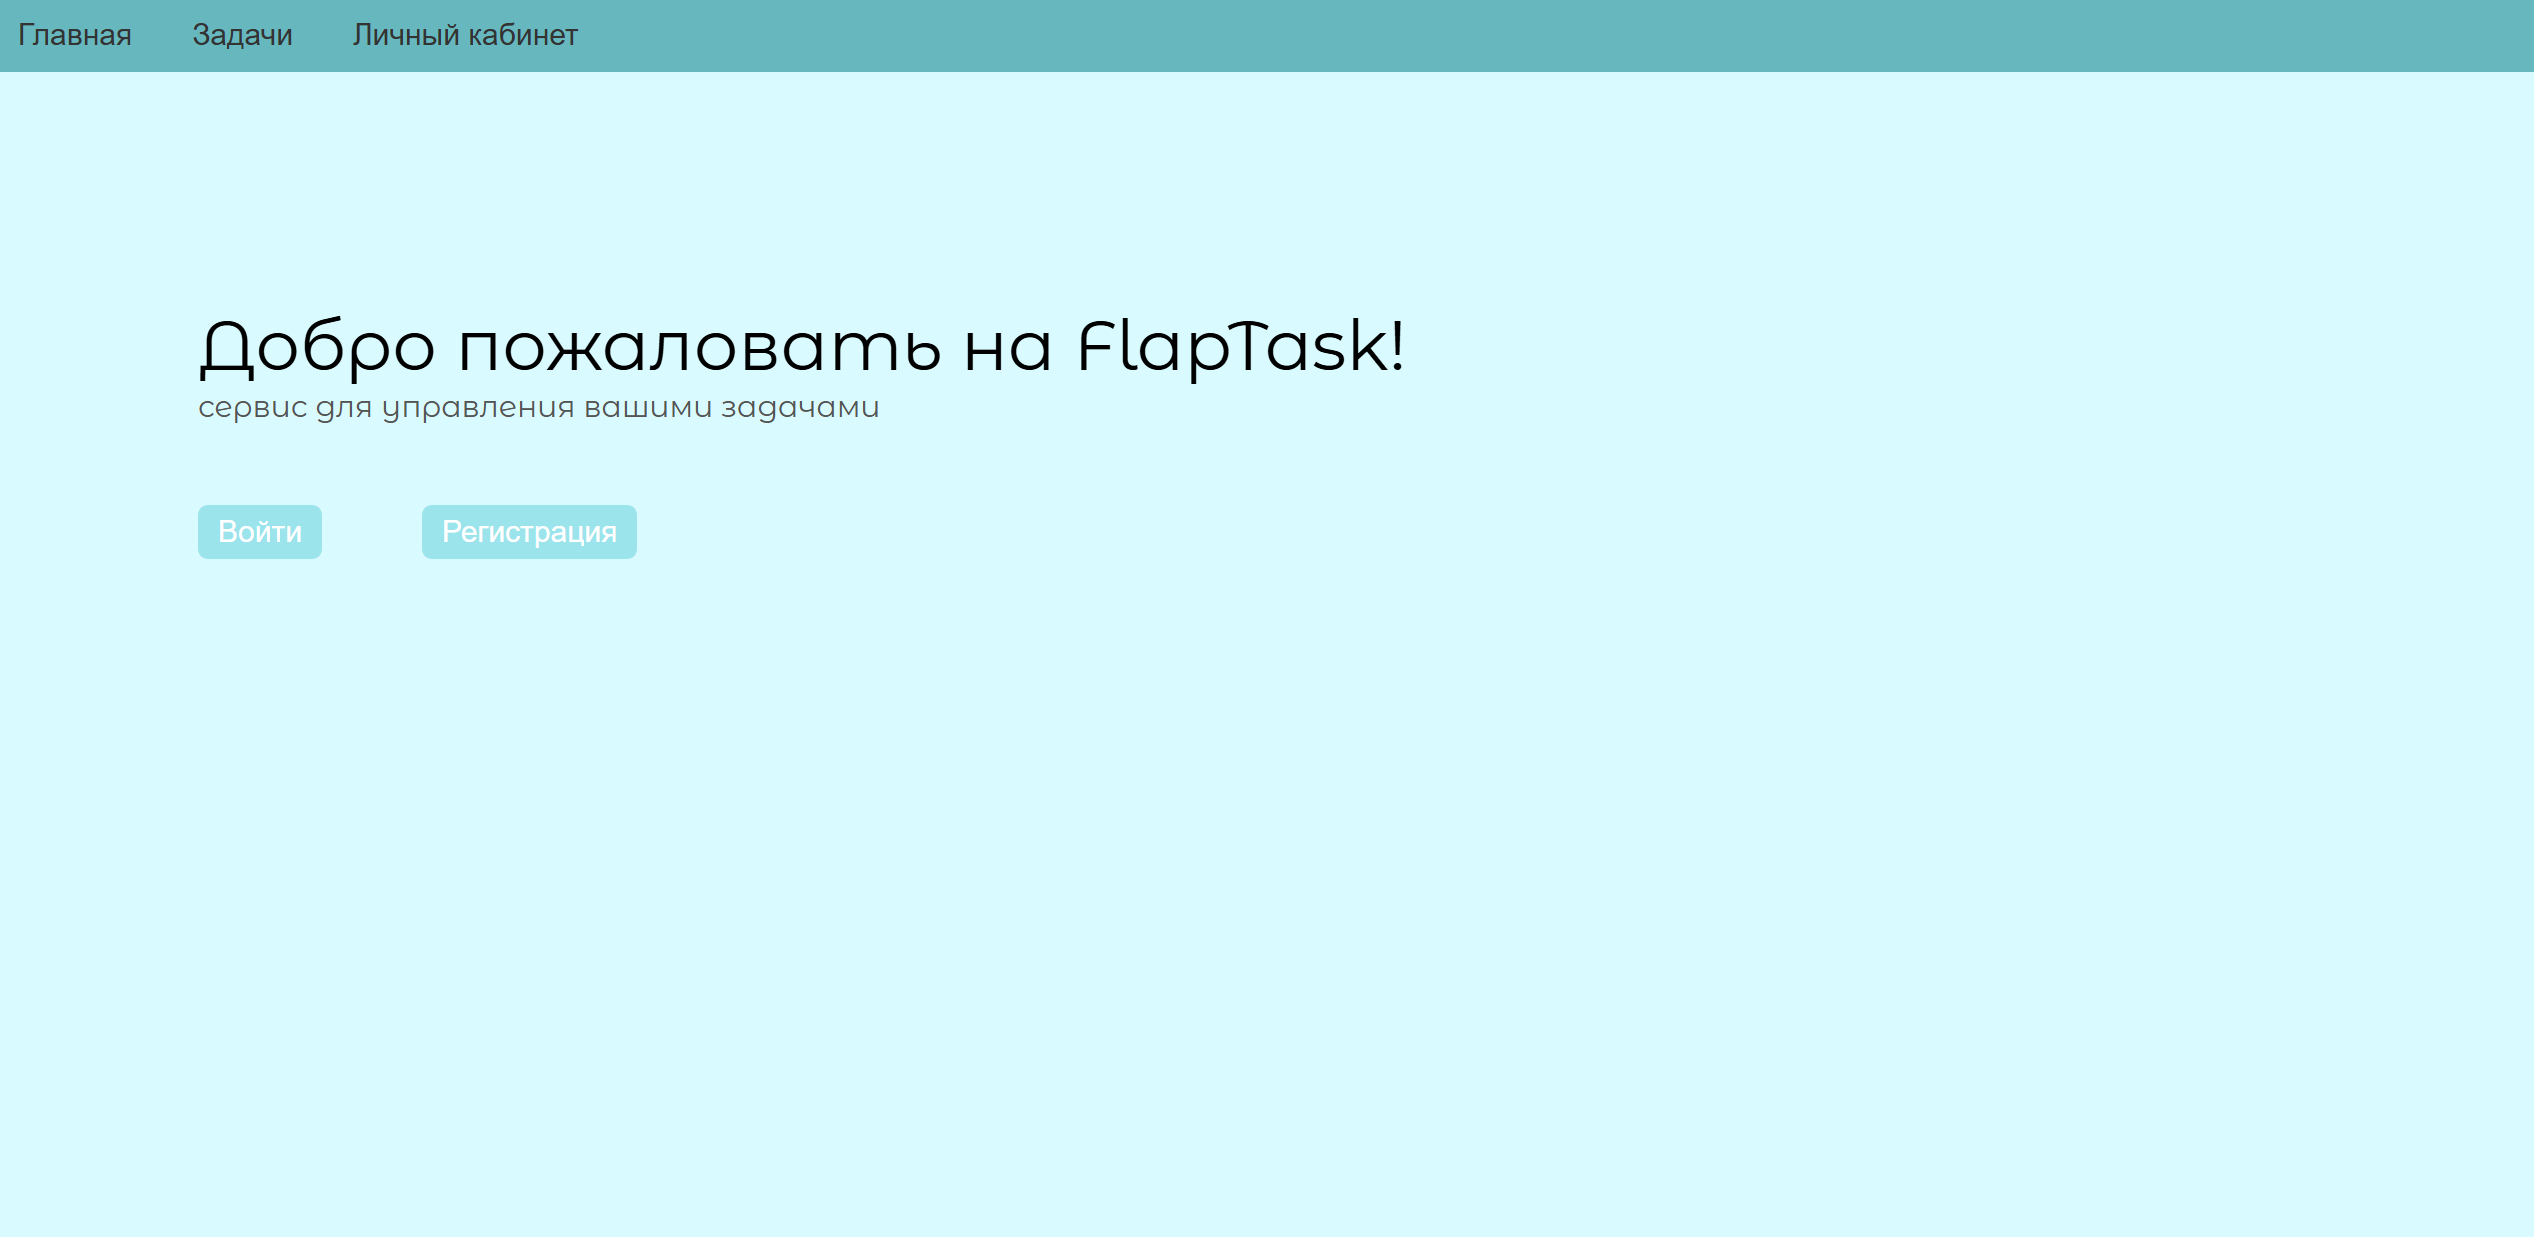 Главная Задачи Личный кабинет
Добро пожаловать на FlapTask!
сервис для управления вашими задачами
Войти Регистрация